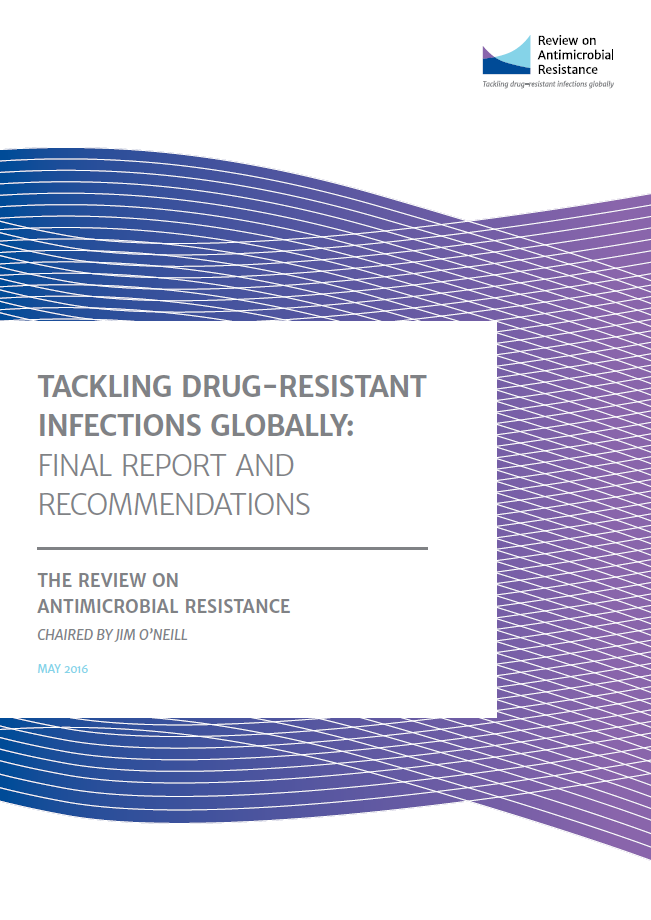 Review on
Antimicrobial
Resistance
Tackling drug-resistant infections globally
TACKLING DRUG-RESISTANT
INFECTIONS GLOBALLY:
FINAL REPORT AND
RECOMMENDATIONS
THE REVIEW ON
ANTIMICROBIAL RESISTANCE
CHAIRED BY JIM O'NEILL
MAY 2016